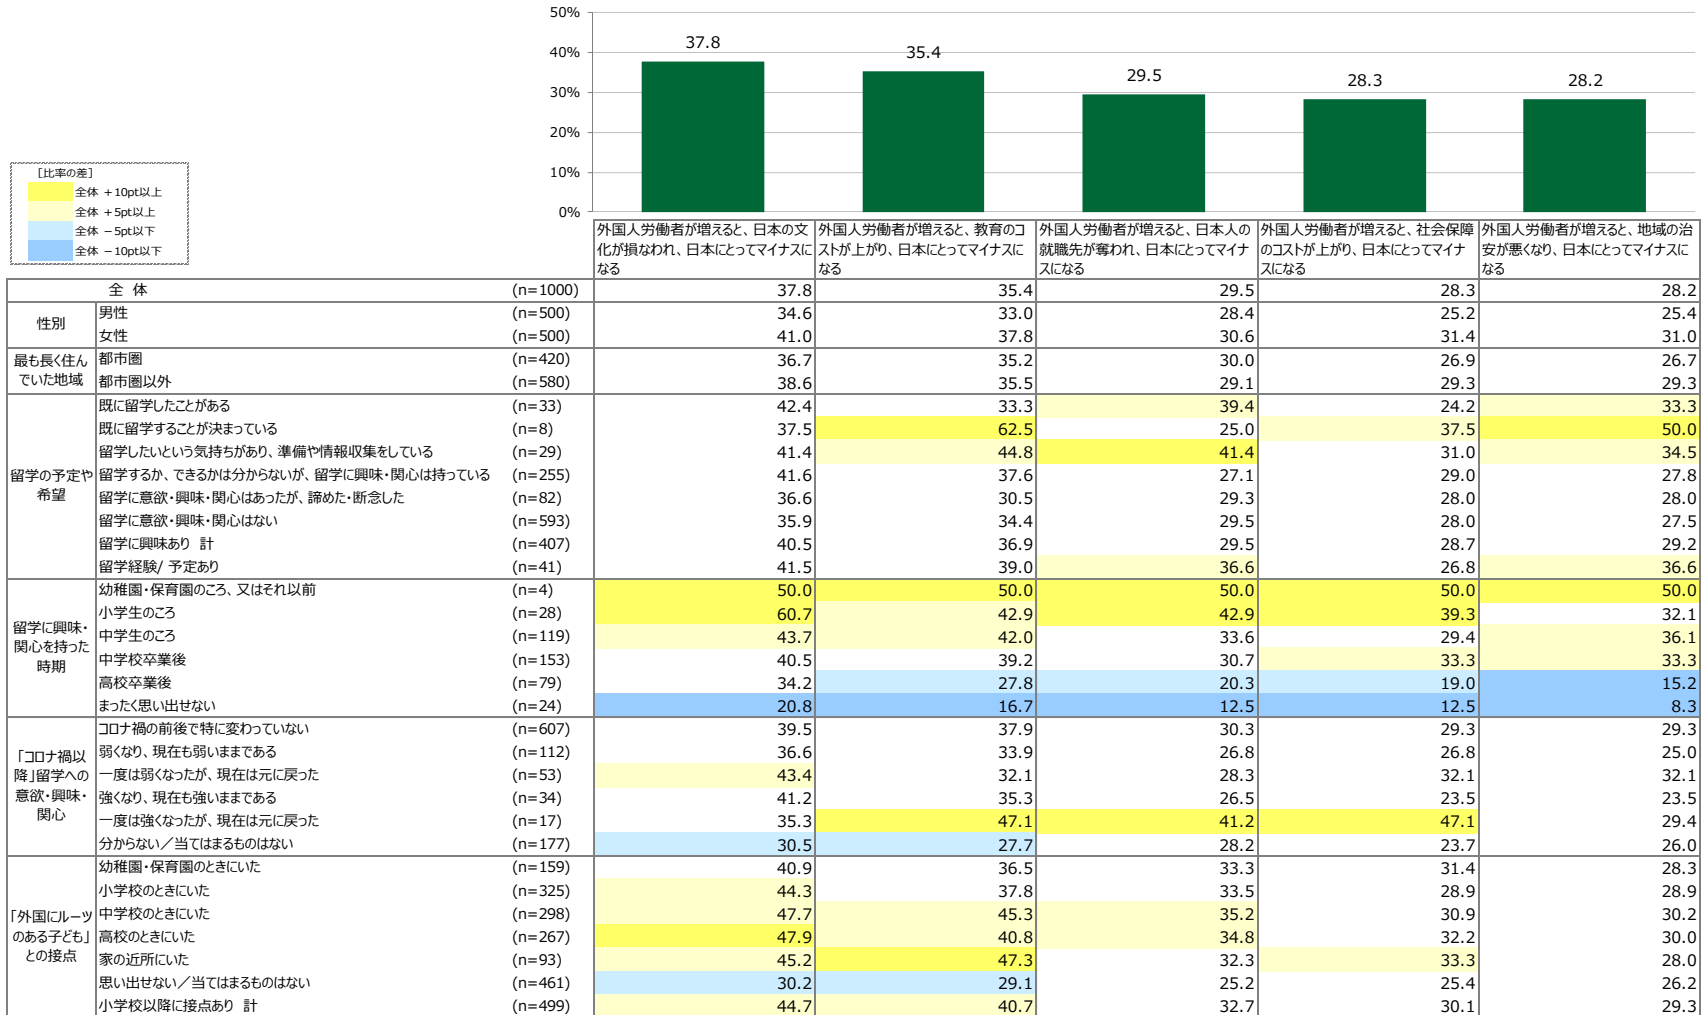 50%
40%
30%
20%
10%
0%
37.8
35.4
29.5
28.3
28.2
［比率の差］
全体 +10pt以上
全体 +5pt以上
全体 −5pt以下
全体 −10pt以下
外国人労働者が増えると、日本の文化が損なわれ、日本にとってマイナスになる
外国人労働者が増えると、教育のコストが上がり、日本にとってマイナスになる
外国人労働者が増えると、日本人の就職先が奪われ、日本にとってマイナスになる
外国人労働者が増えると、社会保障のコストが上がり、日本にとってマイナスになる
外国人労働者が増えると、地域の治安が悪くなり、日本にとってマイナスになる
全 体 (n=1000) 37.8 35.4 29.5 28.3 28.2
性別
男性 (n=500) 34.6 33.0 28.4 25.2 25.4
女性 (n=500) 41.0 37.8 30.6 31.4 31.0
最も長く住んでいた地域
都市圏 (n=420) 36.7 35.2 30.0 26.9 26.7
都市圏以外 (n=580) 38.6 35.5 29.1 29.3 29.3
留学の予定や希望
既に留学したことがある (n=33) 42.4 33.3 39.4 24.2 33.3
既に留学することが決まっている (n=8) 37.5 62.5 25.0 37.5 50.0
留学したいという気持ちがあり、準備や情報収集をしている (n=29) 41.4 44.8 41.4 31.0 34.5
留学するか、できるかは分からないが、留学に興味・関心は持っている (n=255) 41.6 37.6 27.1 29.0 27.8
留学に意欲・興味・関心はあったが、諦めた・断念した (n=82) 36.6 30.5 29.3 28.0 28.0
留学に意欲・興味・関心はない (n=593) 35.9 34.4 29.5 28.0 27.5
留学に興味あり 計 (n=407) 40.5 36.9 29.5 28.7 29.2
留学経験/ 予定あり (n=41) 41.5 39.0 36.6 26.8 36.6
留学に興味・関心を持った時期
幼稚園・保育園のころ、又はそれ以前 (n=4) 50.0 50.0 50.0 50.0 50.0
小学生のころ (n=28) 60.7 42.9 42.9 39.3 32.1
中学生のころ (n=119) 43.7 42.0 33.6 29.4 36.1
中学校卒業後 (n=153) 40.5 39.2 30.7 33.3 33.3
高校卒業後 (n=79) 34.2 27.8 20.3 19.0 15.2
まったく思い出せない (n=24) 20.8 16.7 12.5 12.5 8.3
「コロナ禍以降」留学への意欲・興味・関心
コロナ禍の前後で特に変わっていない (n=607) 39.5 37.9 30.3 29.3 29.3
弱くなり、現在も弱いままである (n=112) 36.6 33.9 26.8 26.8 25.0
一度は弱くなったが、現在は元に戻った (n=53) 43.4 32.1 28.3 32.1 32.1
強くなり、現在も強いままである (n=34) 41.2 35.3 26.5 23.5 23.5
一度は強くなったが、現在は元に戻った (n=17) 35.3 47.1 41.2 47.1 29.4
分からない／当てはまるものはない (n=177) 30.5 27.7 28.2 23.7 26.0
「外国にルーツのある子ども」との接点
幼稚園・保育園のときにいた (n=159) 40.9 36.5 33.3 31.4 28.3
小学校のときにいた (n=325) 44.3 37.8 33.5 28.9 28.9
中学校のときにいた (n=298) 47.7 45.3 35.2 30.9 30.2
高校のときにいた (n=267) 47.9 40.8 34.8 32.2 30.0
家の近所にいた (n=93) 45.2 47.3 32.3 33.3 28.0
思い出せない／当てはまるものはない (n=461) 30.2 29.1 25.2 25.4 26.2
小学校以降に接点あり 計 (n=499) 44.7 40.7 32.7 30.1 29.3